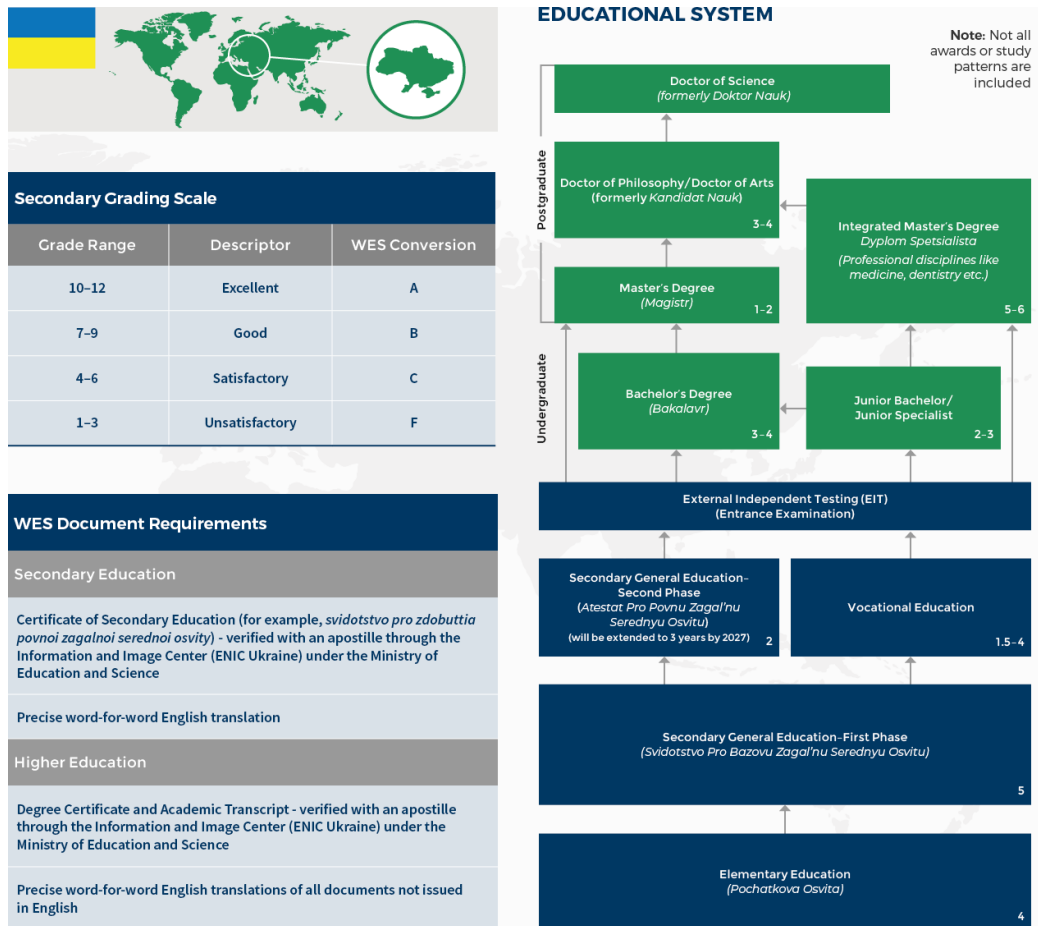 EDUCATIONAL SYSTEM
Note: Not all
awards or study
patterns are
included
Secondary Grading Scale
Grade Range Descriptor WES Conversion
10–12 Excellent A
7–9 Good B
4–6 Satisfactory C
1–3 Unsatisfactory F
WES Document Requirements
Secondary Education
Certificate of Secondary Education (for example, svidotstvo pro zdobuttia
povnoi zagalnoi serednoi osvity) - verified with an apostille through the
Information and Image Center (ENIC Ukraine) under the Ministry of
Education and Science
Precise word-for-word English translation
Higher Education
Degree Certificate and Academic Transcript - verified with an apostille
through the Information and Image Center (ENIC Ukraine) under the
Ministry of Education and Science
Precise word-for-word English translations of all documents not issued
in English
Postgraduate
Undergraduate
Doctor of Science
(formerly Doktor Nauk)
Doctor of Philosophy/Doctor of Arts
(formerly Kandidat Nauk)
3–4
Integrated Master's Degree
Dyplom Spetsialista
(Professional disciplines like
medicine, dentistry etc.)
5–6
Master's Degree
(Magistr)
1–2
Bachelor's Degree
(Bakalavr)
3–4
Junior Bachelor/
Junior Specialist
2–3
External Independent Testing (EIT)
(Entrance Examination)
Secondary General Education–
Second Phase
(Atestat Pro Povnu Zagal'nu
Serednyu Osvitu)
(will be extended to 3 years by 2027)
2
Vocational Education
1.5–4
Secondary General Education–First Phase
(Svidotstvo Pro Bazovu Zagal'nu Serednyu Osvitu)
5
Elementary Education
(Pochatkova Osvita)
4